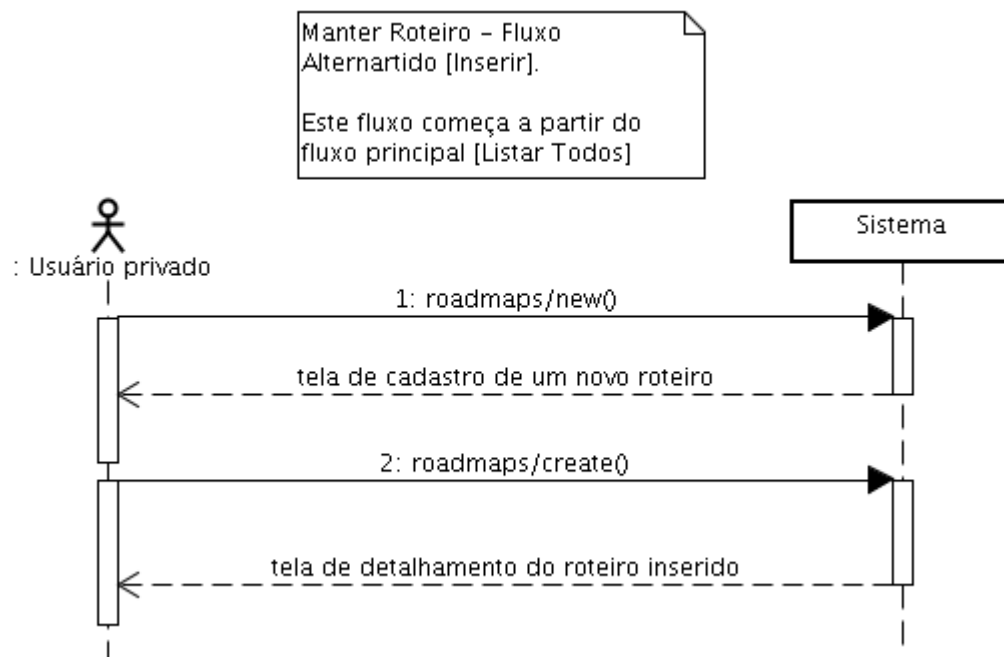 Manter Roteiro – Fluxo
Alternartido [Inserir].
Este fluxo começa a partir do
fluxo principal [Listar Todos]
Sistema
: Usuário privado
1: roadmaps/new()
tela de cadastro de um novo roteiro
2: roadmaps/create()
tela de detalhamento do roteiro inserido